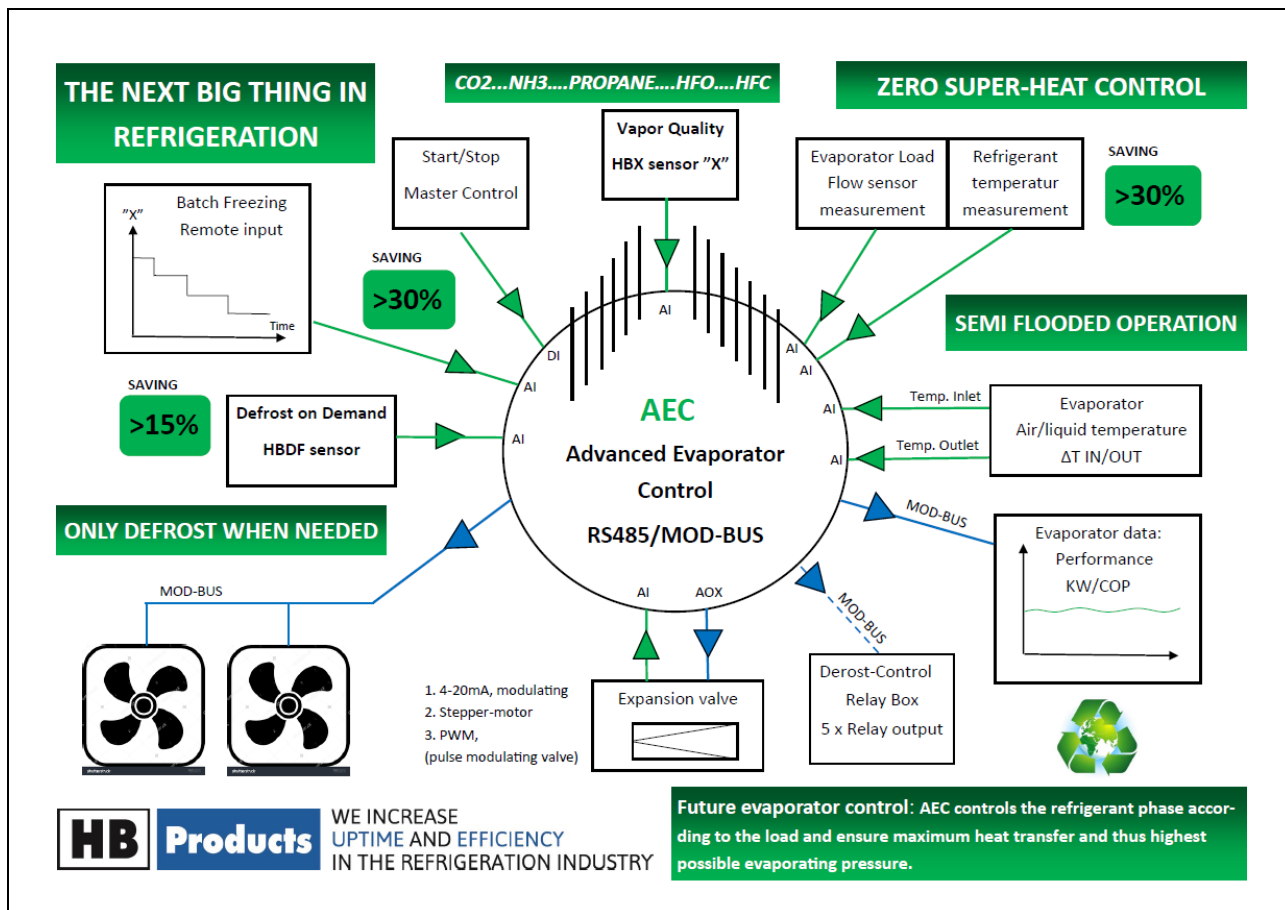 THE NEXT BIG THING IN
REFRIGERATION
CO2...NH3....PROPANE....HFO....HFC
ZERO SUPER-HEAT CONTROL
Vapor Quality
HBX sensor ”X”
Start/Stop
Master Control
Evaporator Load
Flow sensor
measurement
Refrigerant
temperatur
measurement
SAVING
>30%
”X”
Batch Freezing
Remote input
Time
SAVING
>30%
SEMI FLOODED OPERATION
AI
DI
AI
AI
AI
AI
AI
AI
AI
SAVING
>15%
Defrost on Demand
HBDF sensor
AEC
Advanced Evaporator
Control
RS485/MOD-BUS
Temp. Inlet
Temp. Outlet
Evaporator
Air/liquid temperature
ΔT IN/OUT
ONLY DEFROST WHEN NEEDED
MOD-BUS
MOD-BUS
Evaporator data:
Performance
KW/COP
AI
AOX
MOD-BUS
1. 4-20mA, modulating
2. Stepper-motor
3. PWM,
(pulse modulating valve)
Expansion valve
Derost-Control
Relay Box
5 x Relay output
HB Products
WE INCREASE
UPTIME AND EFFICIENCY
IN THE REFRIGERATION INDUSTRY
Future evaporator control: AEC controls the refrigerant phase accor-
ding to the load and ensure maximum heat transfer and thus highest
possible evaporating pressure.